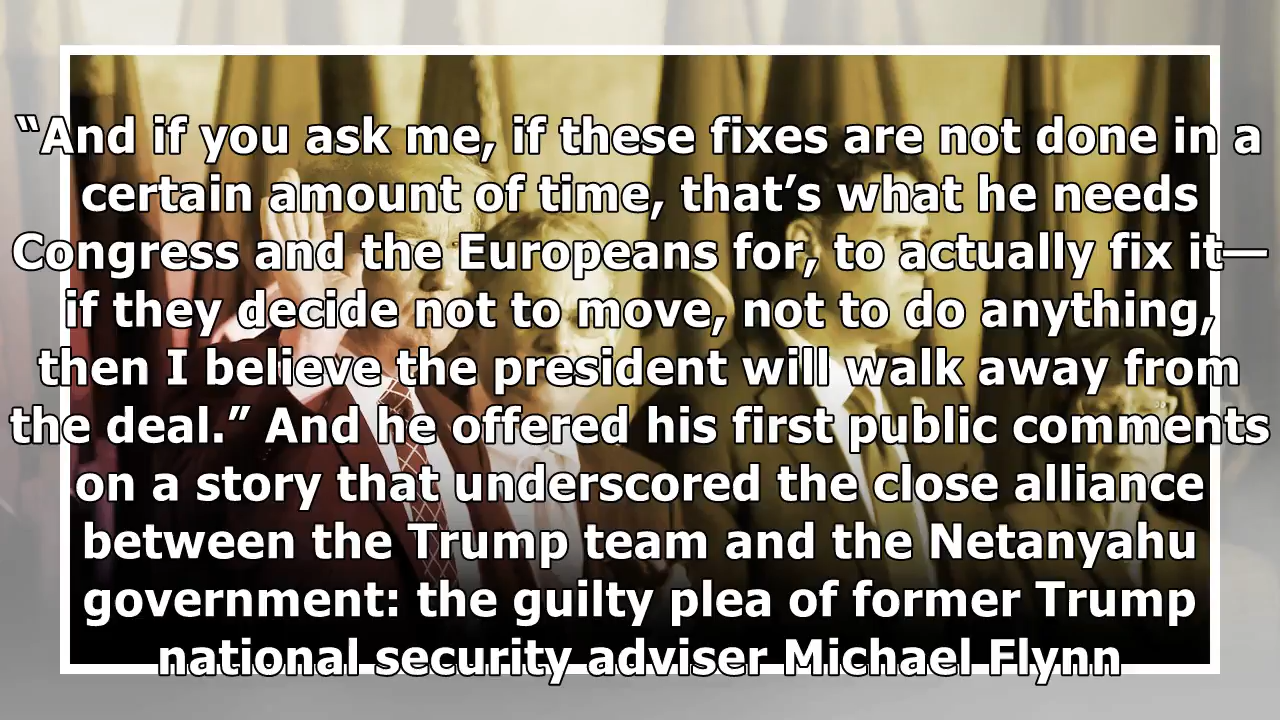 “And if you ask me, if these fixes are not done in a
certain amount of time, that’s what he needs
Congress and the Europeans for, to actually fix it—
if they decide not to move, not to do anything,
then I believe the president will walk away from
the deal.” And he offered his first public comments
on a story that underscored the close alliance
between the Trump team and the Netanyahu
government: the guilty plea of former Trump
national security adviser Michael Flynn